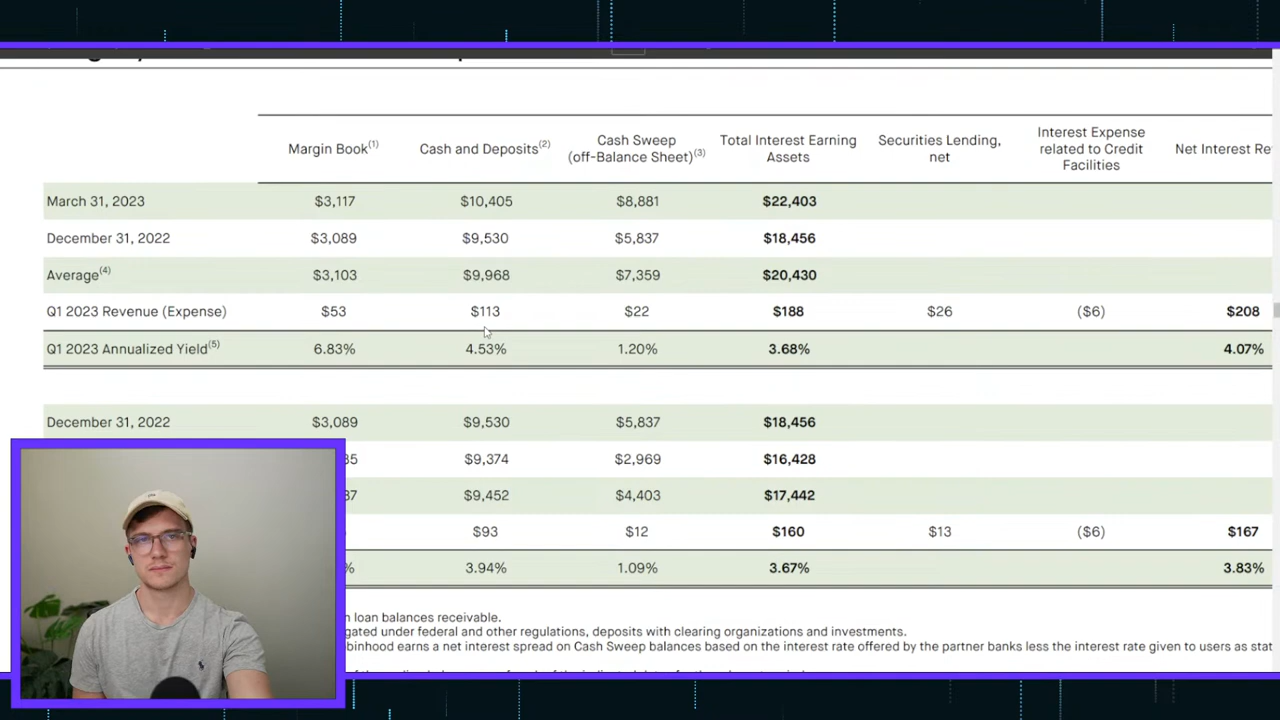 Margin Book(1) Cash and Deposits(2) Cash Sweep (off-Balance Sheet)(3) Total Interest Earning Assets Securities Lending, net Interest Expense related to Credit Facilities Net Interest Re
March 31, 2023 $3,117 $10,405 $8,881 $22,403
December 31, 2022 $3,089 $9,530 $5,837 $18,456
Average(4) $3,103 $9,968 $7,359 $20,430
Q1 2023 Revenue (Expense) $53 $113 $22 $188 $26 ($6) $208
Q1 2023 Annualized Yield(5) 6.83% 4.53% 1.20% 3.68% 4.07%
December 31, 2022 $3,089 $9,530 $5,837 $18,456
35 $9,374 $2,969 $16,428
37 $9,452 $4,403 $17,442
$93 $12 $160 $13 ($6) $167
% 3.94% 1.09% 3.67% 3.83%
loan balances receivable.
gated under federal and other regulations, deposits with clearing organizations and investments.
binhood earns a net interest spread on Cash Sweep balances based on the interest rate offered by the partner banks less the interest rate given to users as stat